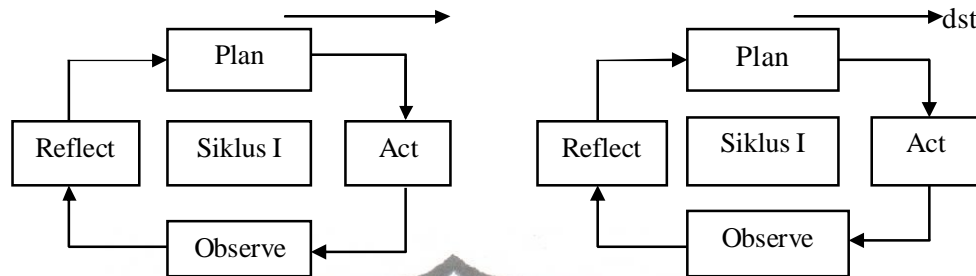 dst
Plan
Plan
Reflect
Siklus I
Act
Reflect
Siklus I
Act
Observe
Observe